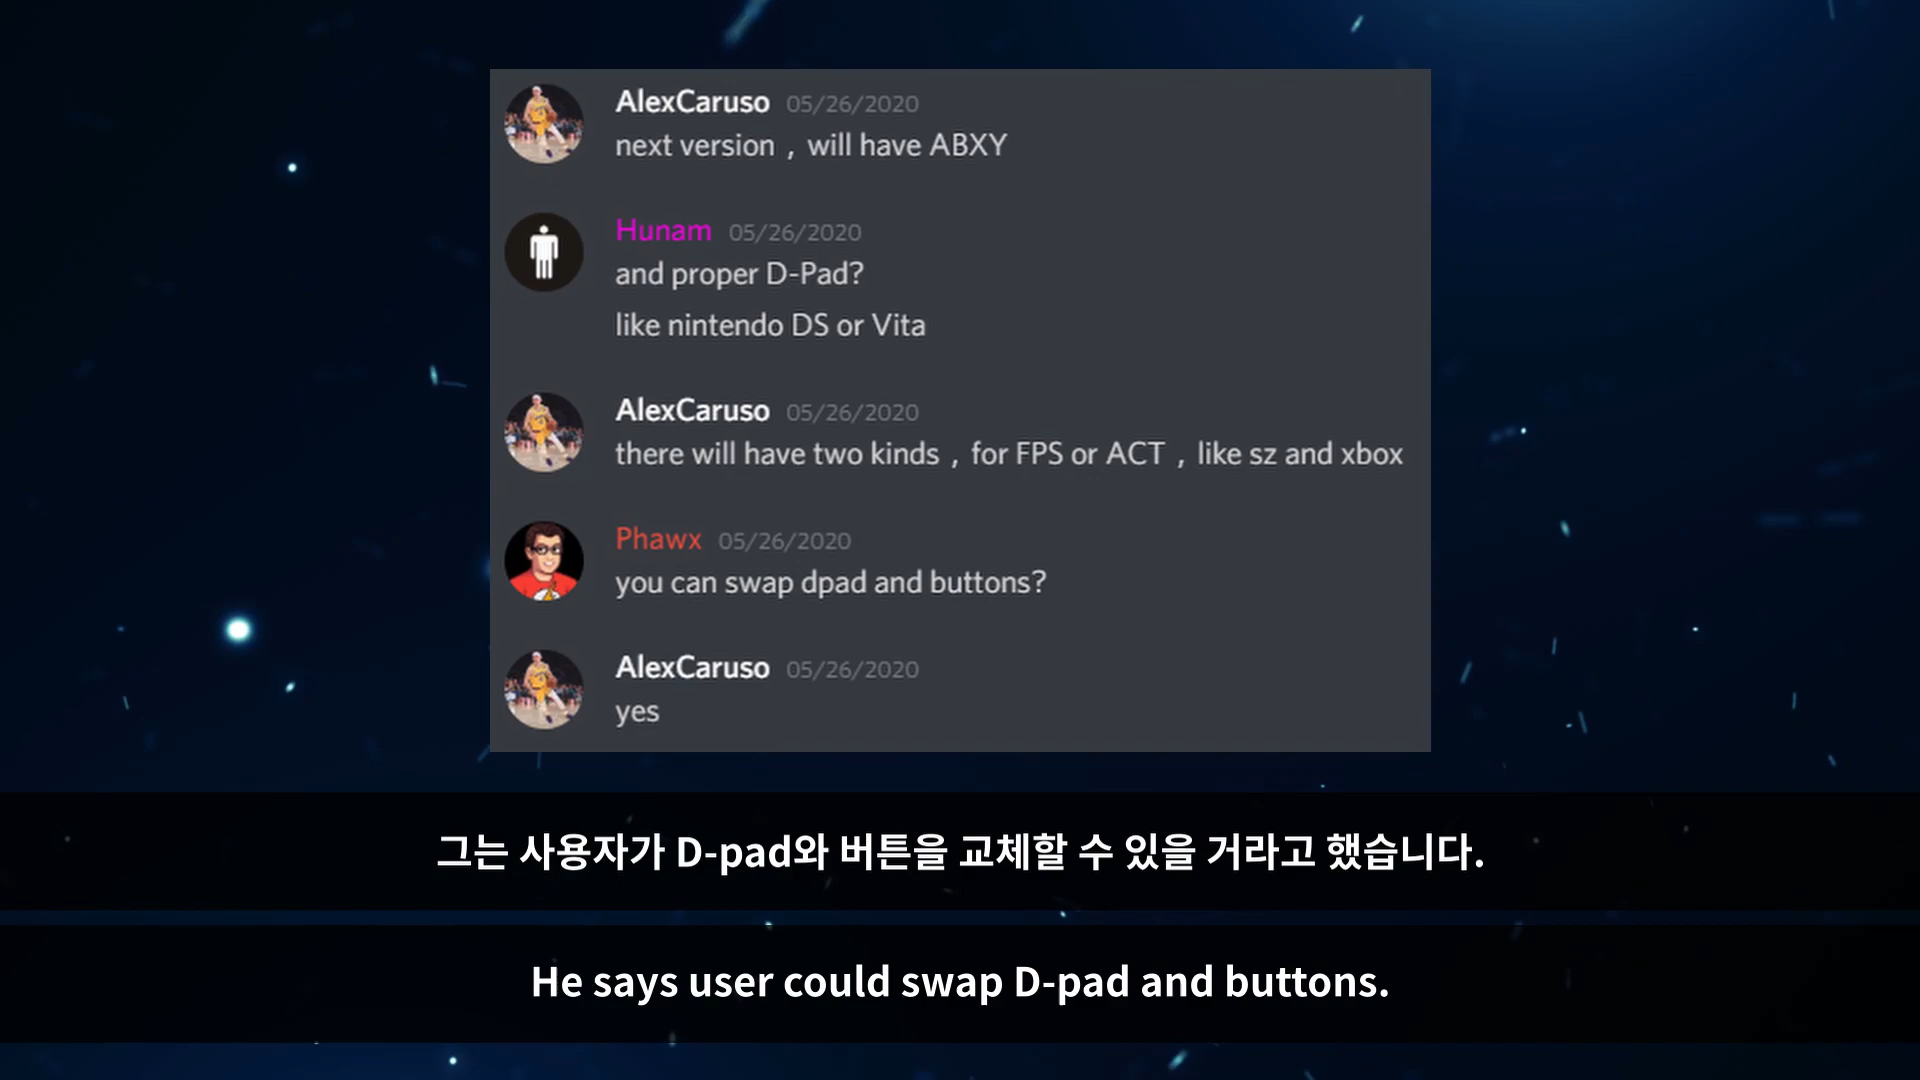 AlexCaruso 05/26/2020
next version , will have ABXY
Hunam 05/26/2020
and proper D-Pad?
like nintendo DS or Vita
AlexCaruso 05/26/2020
there will have two kinds , for FPS or ACT , like sz and xbox
Phawx 05/26/2020
you can swap dpad and buttons?
AlexCaruso 05/26/2020
yes
그는 사용자가 D-pad와 버튼을 교체할 수 있을 거라고 했습니다.
He says user could swap D-pad and buttons.